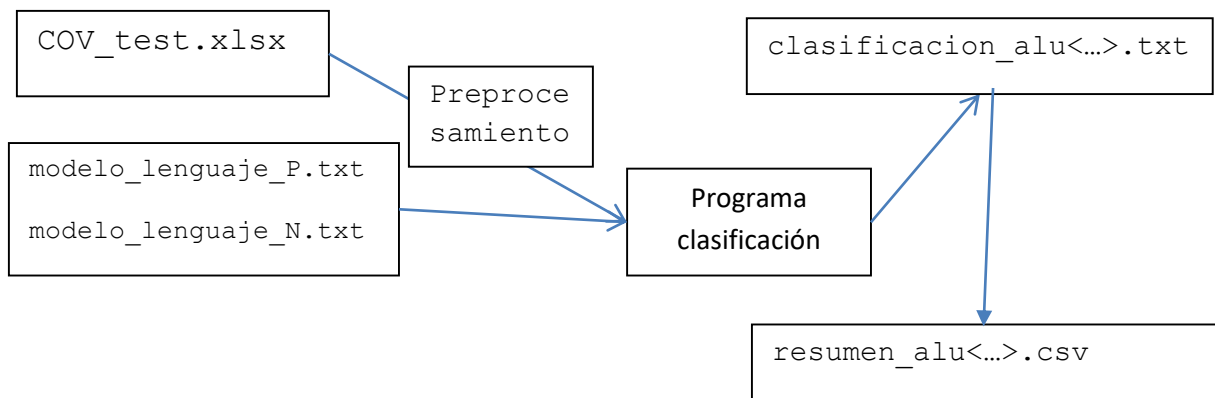 COV_test.xlsx
clasificacion_alu<…>.txt
Preproce
samiento
modelo_lenguaje_P.txt
modelo_lenguaje_N.txt
Programa
clasificación
resumen_alu<…>.csv